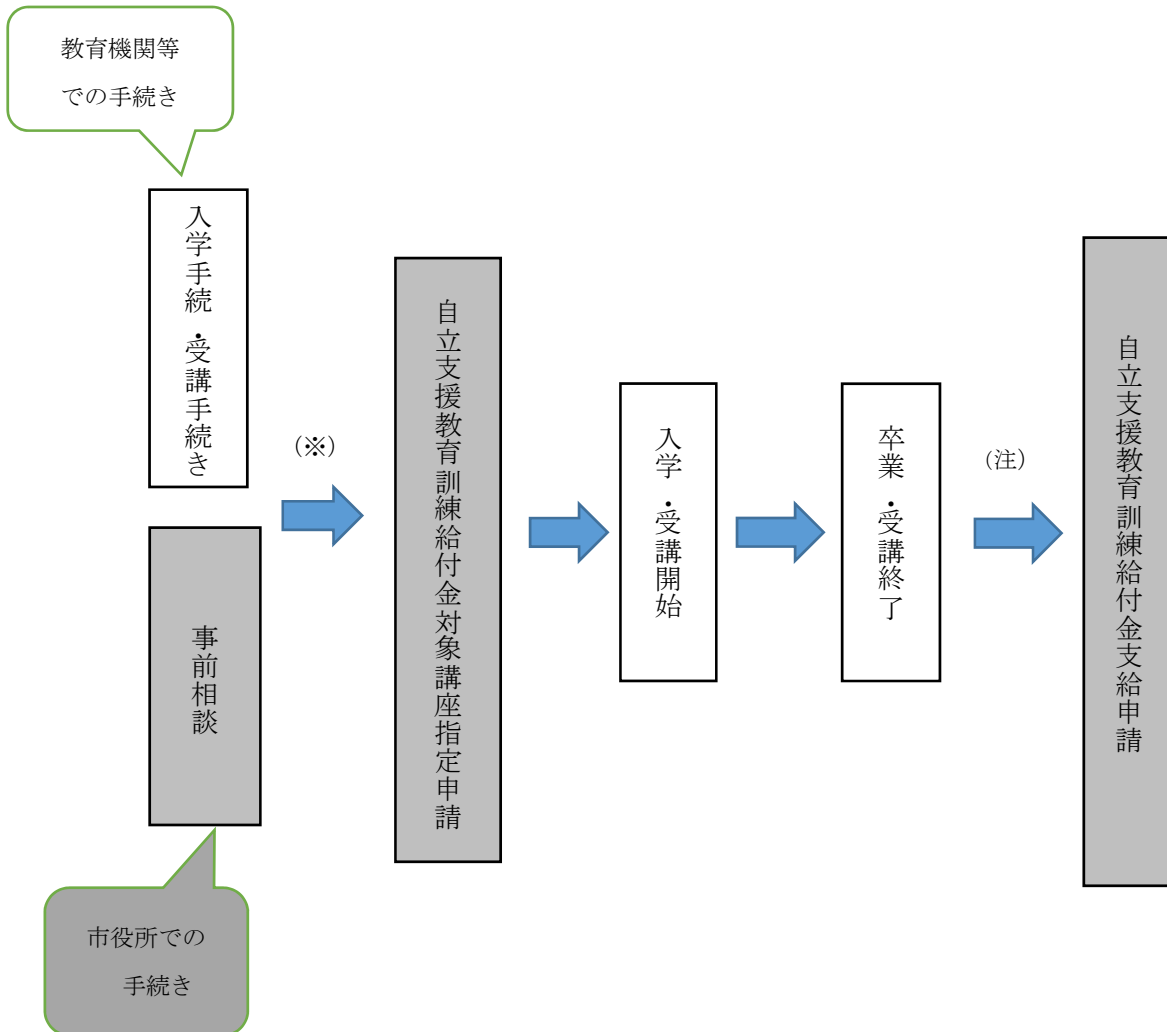 教育機関等
での手続き
入学手続・受講手続き
事前相談
市役所での
手続き
(※)
自立支援教育訓練給付金対象講座指定申請
入学・受講開始
卒業・受講終了
(注)
自立支援教育訓練給付金支給申請